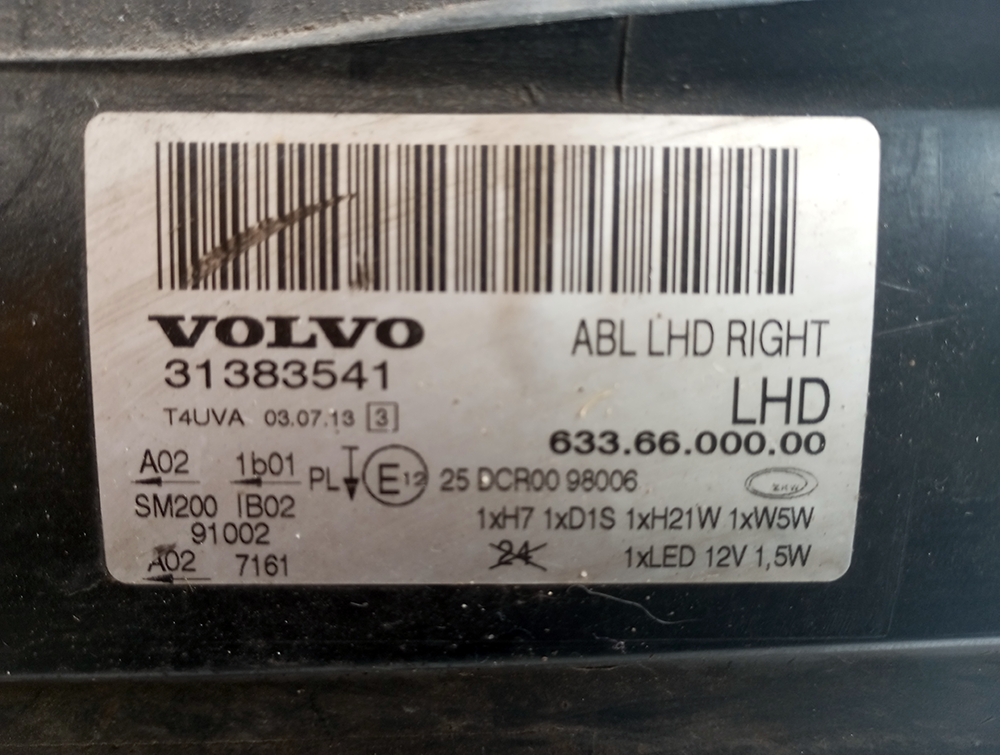 VOLVO
ABL LHD RIGHT
31383541
LHD
T4UVA 03.07.13 3
633.66.000.00
A02 1b01 PL E12 25 DCR00 98006
SM200 IB02
1xH7 1xD1S 1xH21W 1xW5W
91002
24
1xLED 12V 1,5W
A02 7161